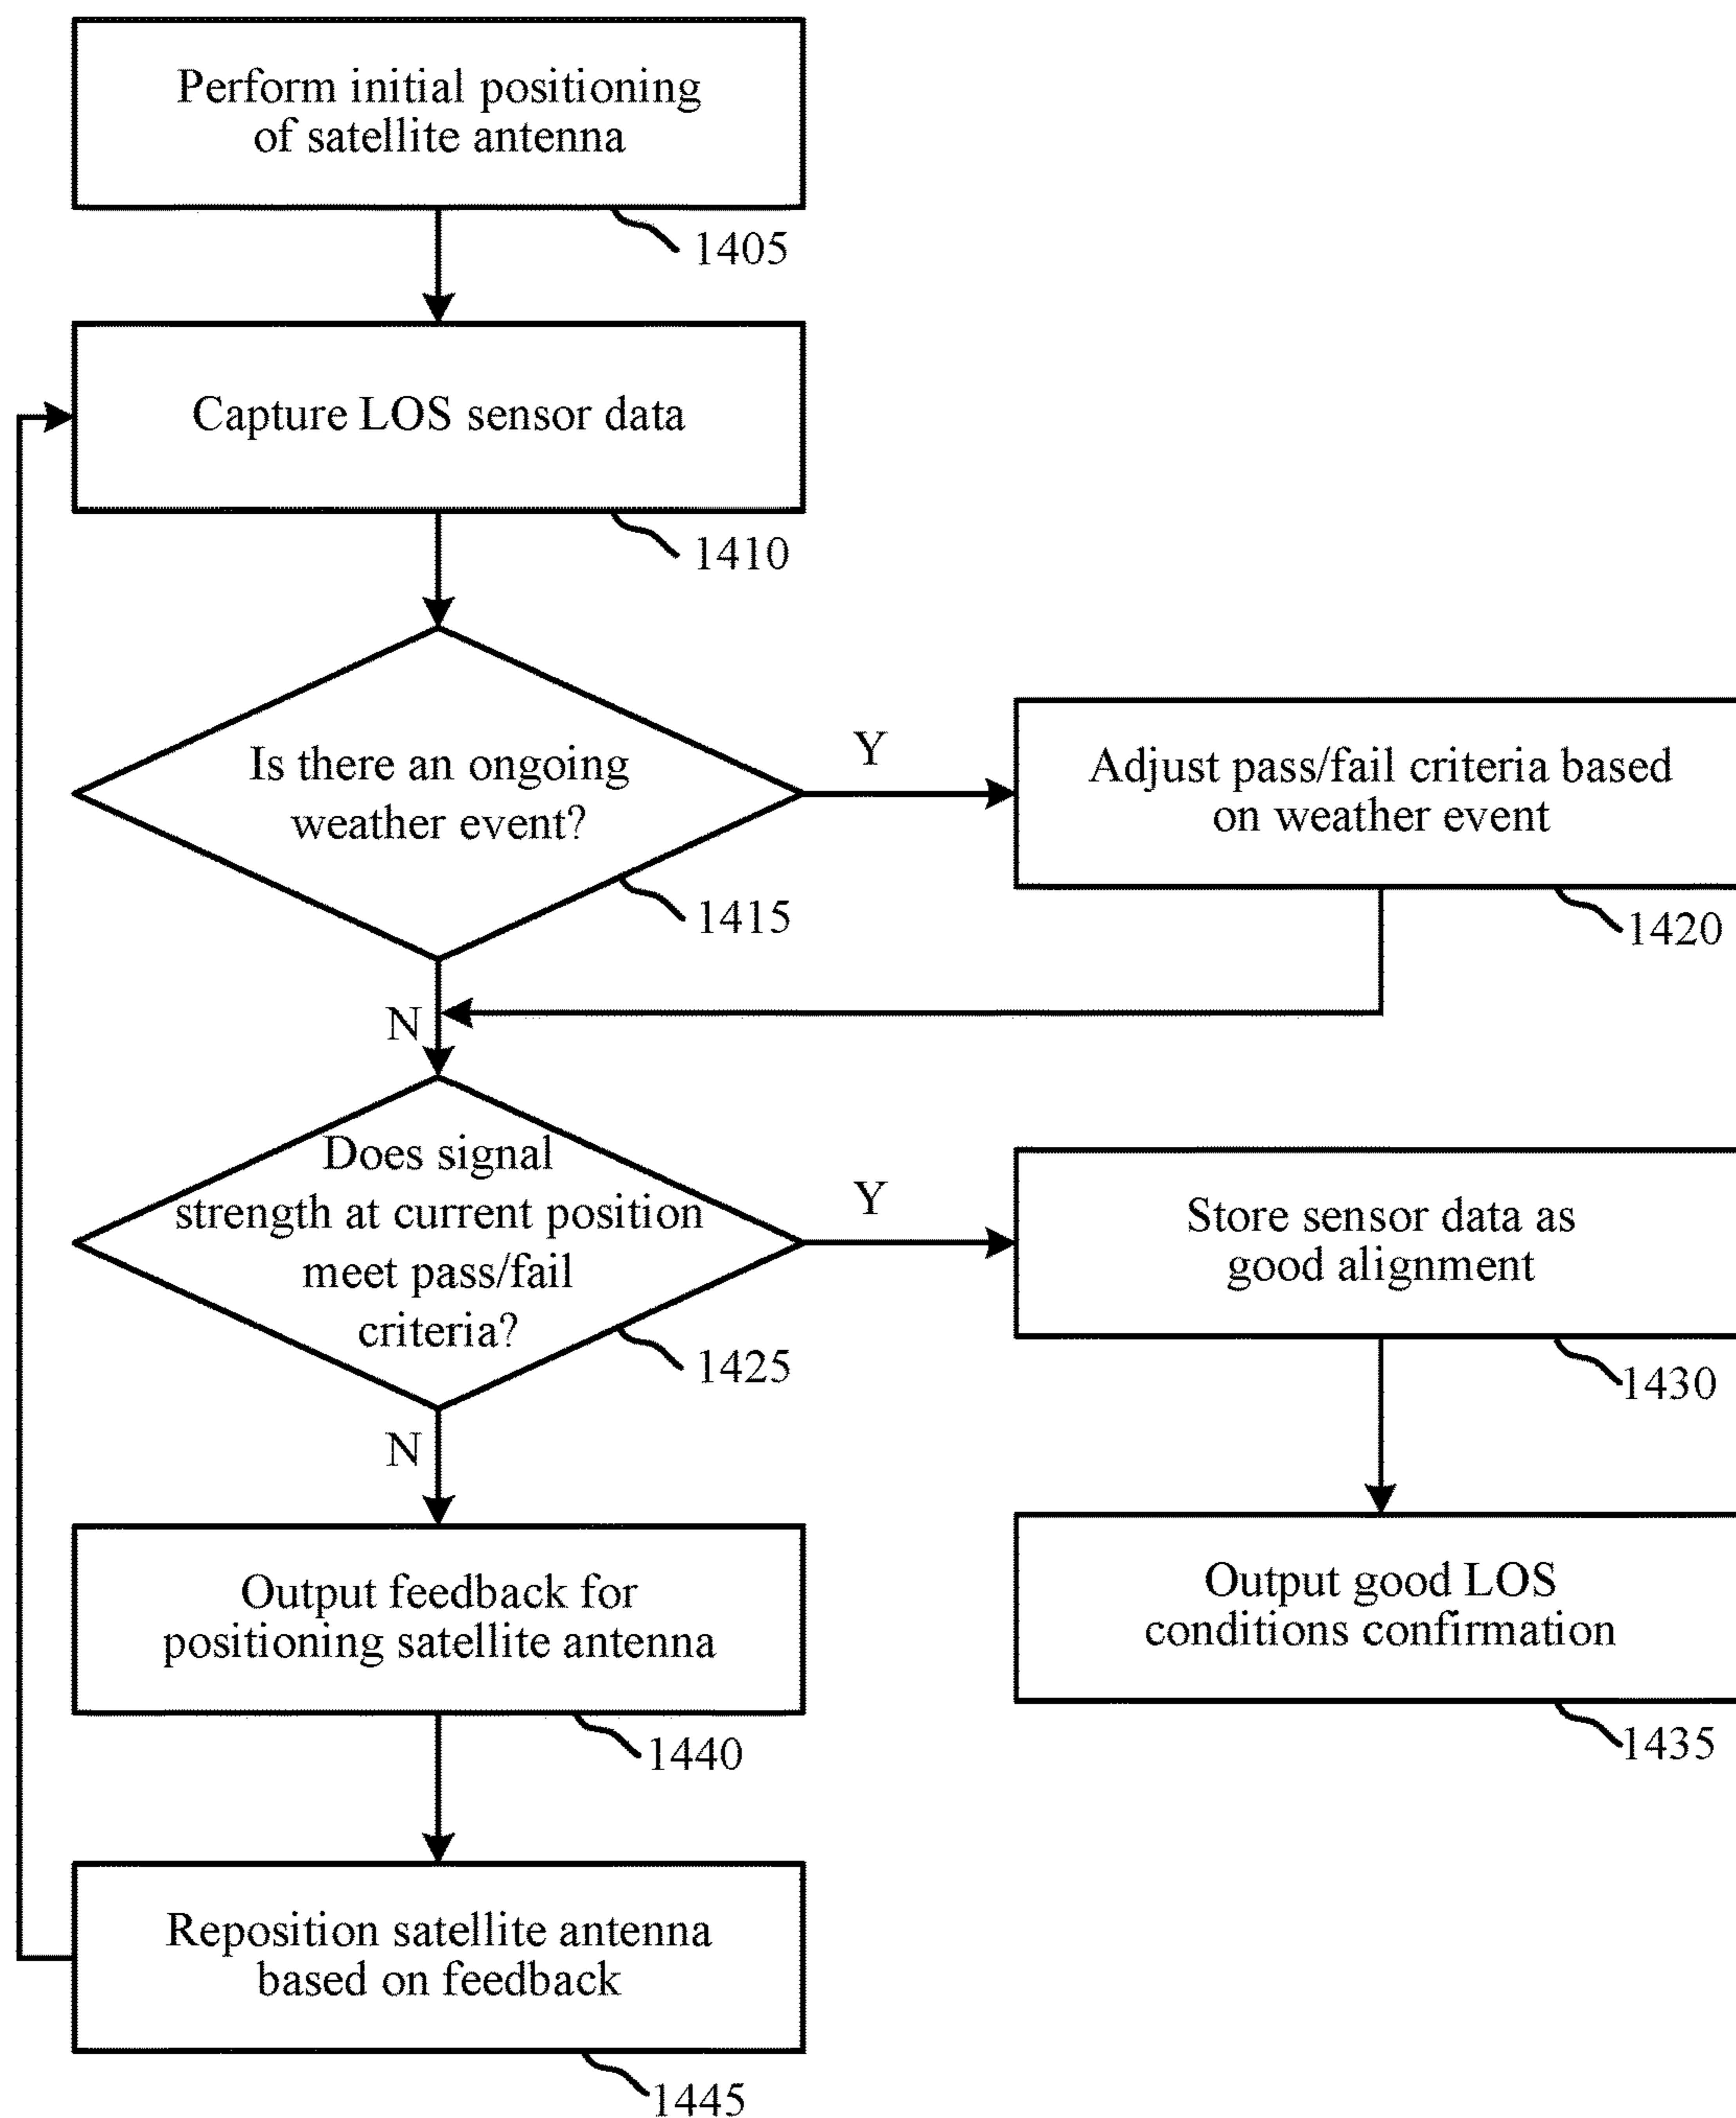 Perform initial positioning
of satellite antenna
1405
Capture LOS sensor data
1410
Is there an ongoing
weather event?
1415
Y
Adjust pass/fail criteria based
on weather event
1420
N
Does signal
strength at current position
meet pass/fail
criteria?
1425
Y
Store sensor data as
good alignment
1430
Output good LOS
conditions confirmation
1435
N
Output feedback for
positioning satellite antenna
1440
Reposition satellite antenna
based on feedback
1445